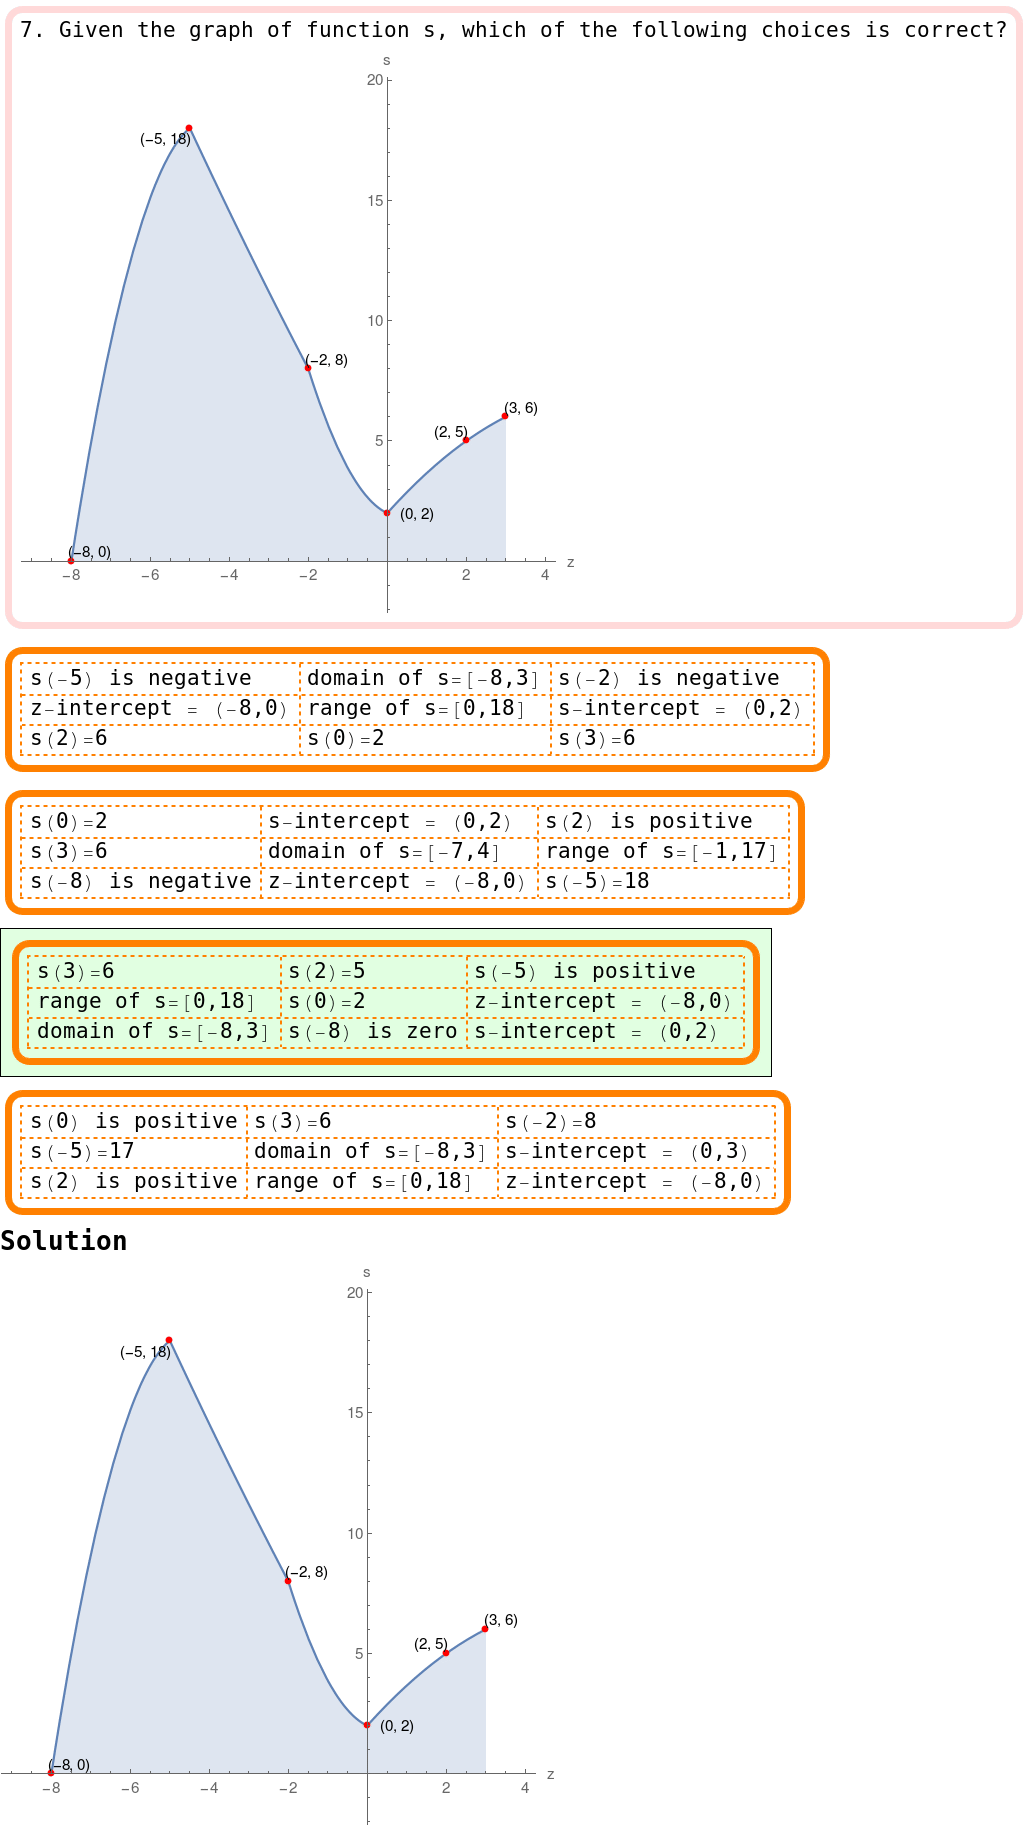 7. Given the graph of function s, which of the following choices is correct?
s
20
(−5, 18)
15
10
(−2, 8)
(3, 6)
(2, 5)
5
(0, 2)
(−8, 0)
z
−8 −6 −4 −2 2 4
s(-5) is negative domain of s=[-8,3] s(-2) is negative
z-intercept = (-8,0) range of s=[0,18] s-intercept = (0,2)
s(2)=6 s(0)=2 s(3)=6
s(0)=2 s-intercept = (0,2) s(2) is positive
s(3)=6 domain of s=[-7,4] range of s=[-1,17]
s(-8) is negative z-intercept = (-8,0) s(-5)=18
s(3)=6 s(2)=5 s(-5) is positive
range of s=[0,18] s(0)=2 z-intercept = (-8,0)
domain of s=[-8,3] s(-8) is zero s-intercept = (0,2)
s(0) is positive s(3)=6 s(-2)=8
s(-5)=17 domain of s=[-8,3] s-intercept = (0,3)
s(2) is positive range of s=[0,18] z-intercept = (-8,0)
Solution
s
20
(−5, 18)
15
10
(−2, 8)
(3, 6)
(2, 5)
5
(0, 2)
(−8, 0)
z
−8 −6 −4 −2 2 4